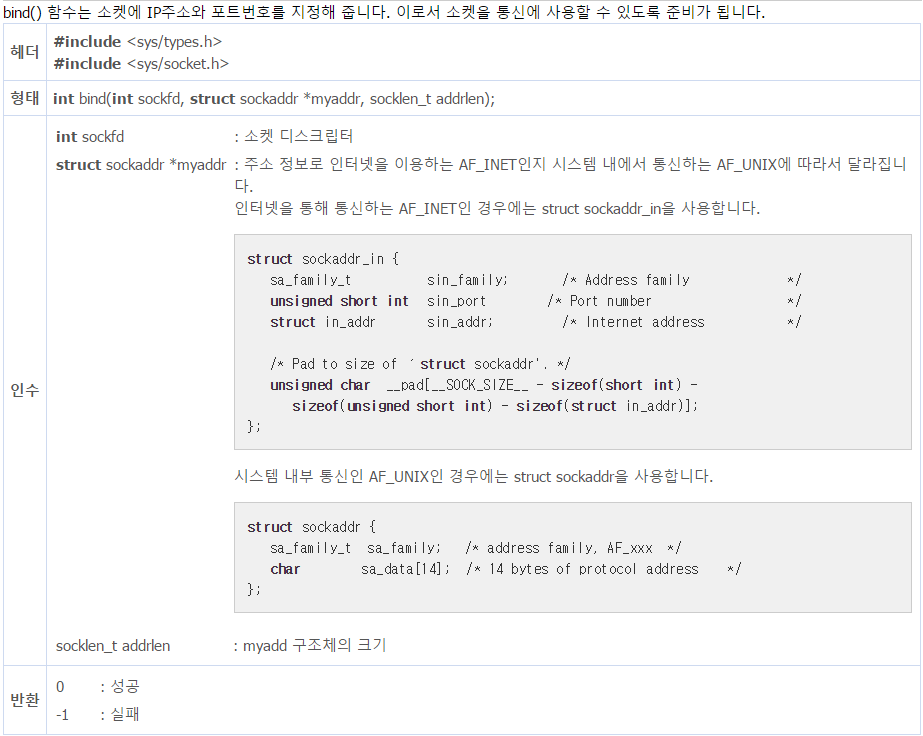 bind() 함수는 소켓에 IP주소와 포트번호를 지정해 줍니다. 이로서 소켓을 통신에 사용할 수 있도록 준비가 됩니다.
헤더
#include <sys/types.h>
#include <sys/socket.h>
형태
int bind(int sockfd, struct sockaddr *myaddr, socklen_t addrlen);
인수
int sockfd : 소켓 디스크립터
struct sockaddr *myaddr : 주소 정보로 인터넷을 이용하는 AF_INET인지 시스템 내에서 통신하는 AF_UNIX에 따라서 달라집니
다.
인터넷을 통해 통신하는 AF_INET인 경우에는 struct sockaddr_in을 사용합니다.
struct sockaddr_in {
sa_family_t sin_family; /* Address family */
unsigned short int sin_port /* Port number */
struct in_addr sin_addr; /* Internet address */
/* Pad to size of `struct sockaddr'. */
unsigned char __pad[__SOCK_SIZE__ - sizeof(short int) -
sizeof(unsigned short int) - sizeof(struct in_addr)];
};
시스템 내부 통신인 AF_UNIX인 경우에는 struct sockaddr을 사용합니다.
struct sockaddr {
sa_family_t sa_family; /* address family, AF_xxx */
char sa_data[14]; /* 14 bytes of protocol address */
};
socklen_t addrlen : myadd 구조체의 크기
반환
0 : 성공
-1 : 실패